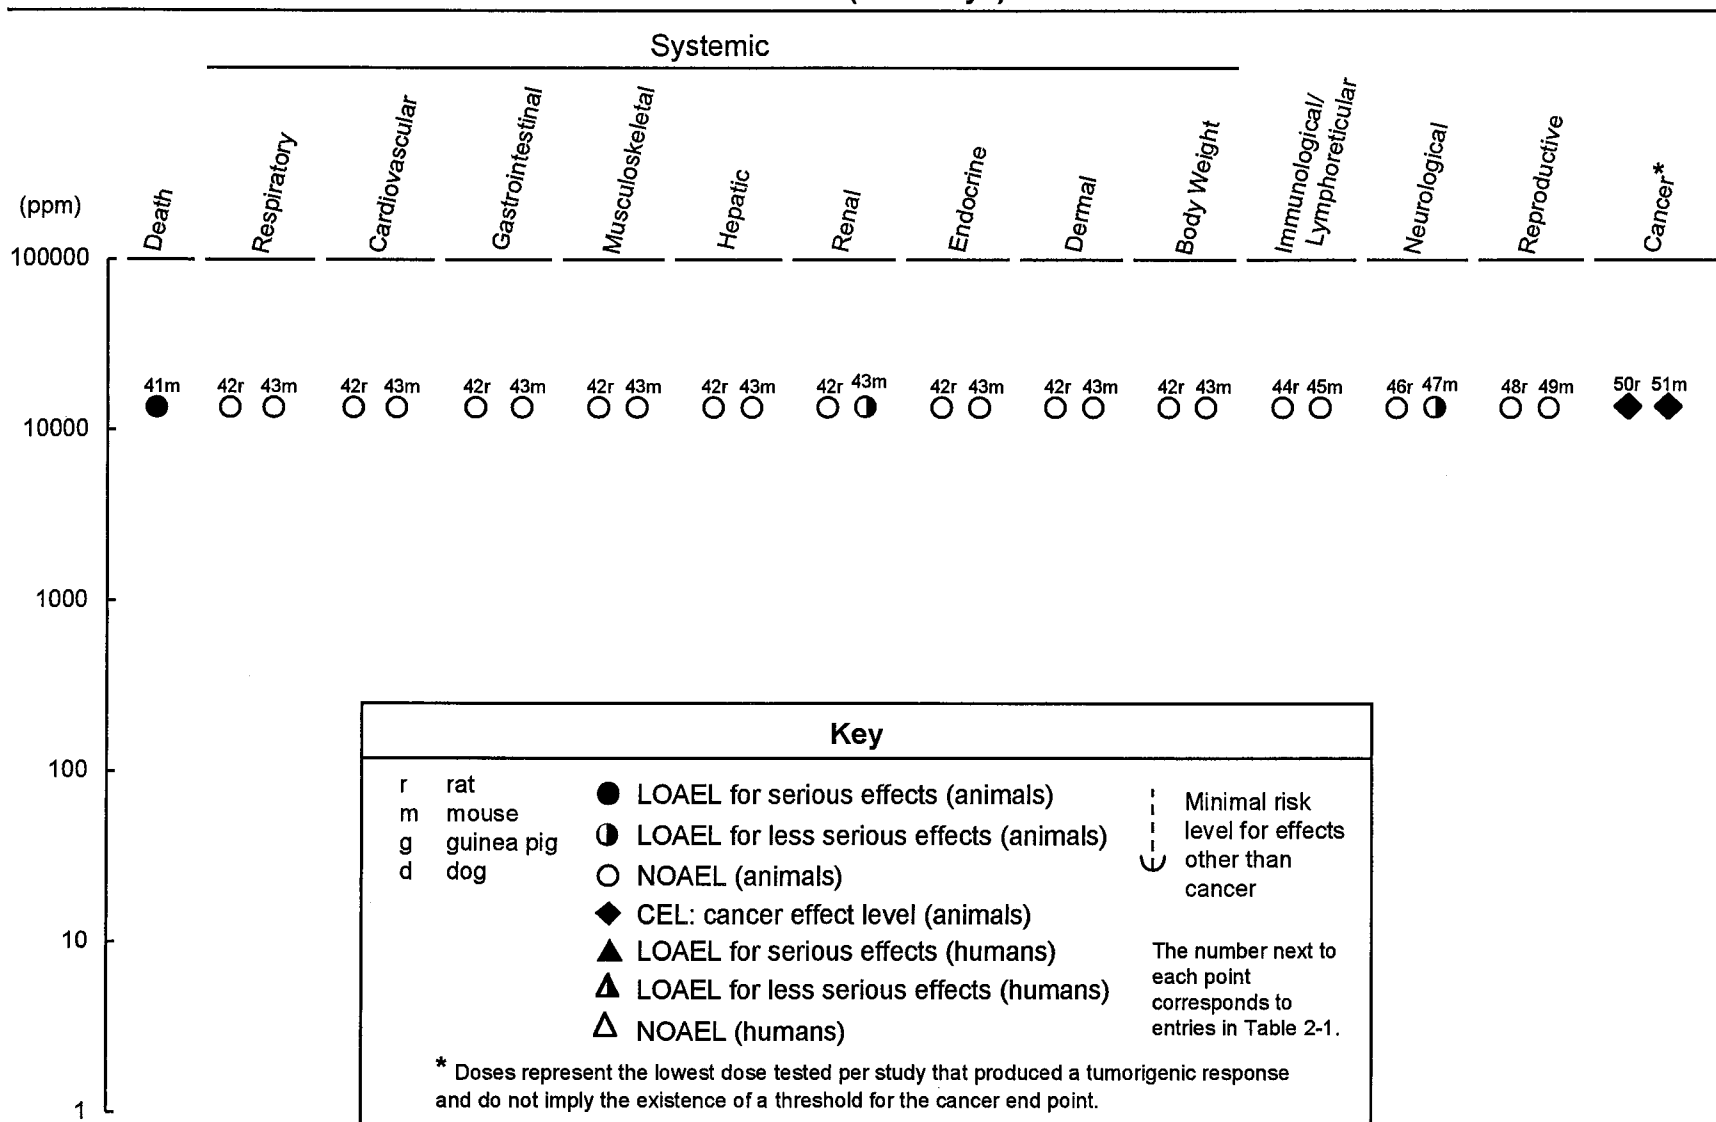 Systemic
(ppm)
Death
Respiratory
Cardiovascular
Gastrointestinal
Musculoskeletal
Hepatic
Renal
Endocrine
Dermal
Body Weight
Immunological/
Lymphoreticular
Neurological
Reproductive
Cancer*
100000
41m 42r 43m 42r 43m 42r 43m 42r 43m 42r 43m 42r 43m 42r 43m 42r 43m 42r 43m 44r 45m 46r 47m 48r 49m 50r 51m
10000
1000
100
10
1
Key
r rat
m mouse
g guinea pig
d dog
LOAEL for serious effects (animals)
LOAEL for less serious effects (animals)
NOAEL (animals)
CEL: cancer effect level (animals)
LOAEL for serious effects (humans)
LOAEL for less serious effects (humans)
NOAEL (humans)
Minimal risk
level for effects
other than
cancer
The number next to
each point
corresponds to
entries in Table 2-1.
* Doses represent the lowest dose tested per study that produced a tumorigenic response
and do not imply the existence of a threshold for the cancer end point.